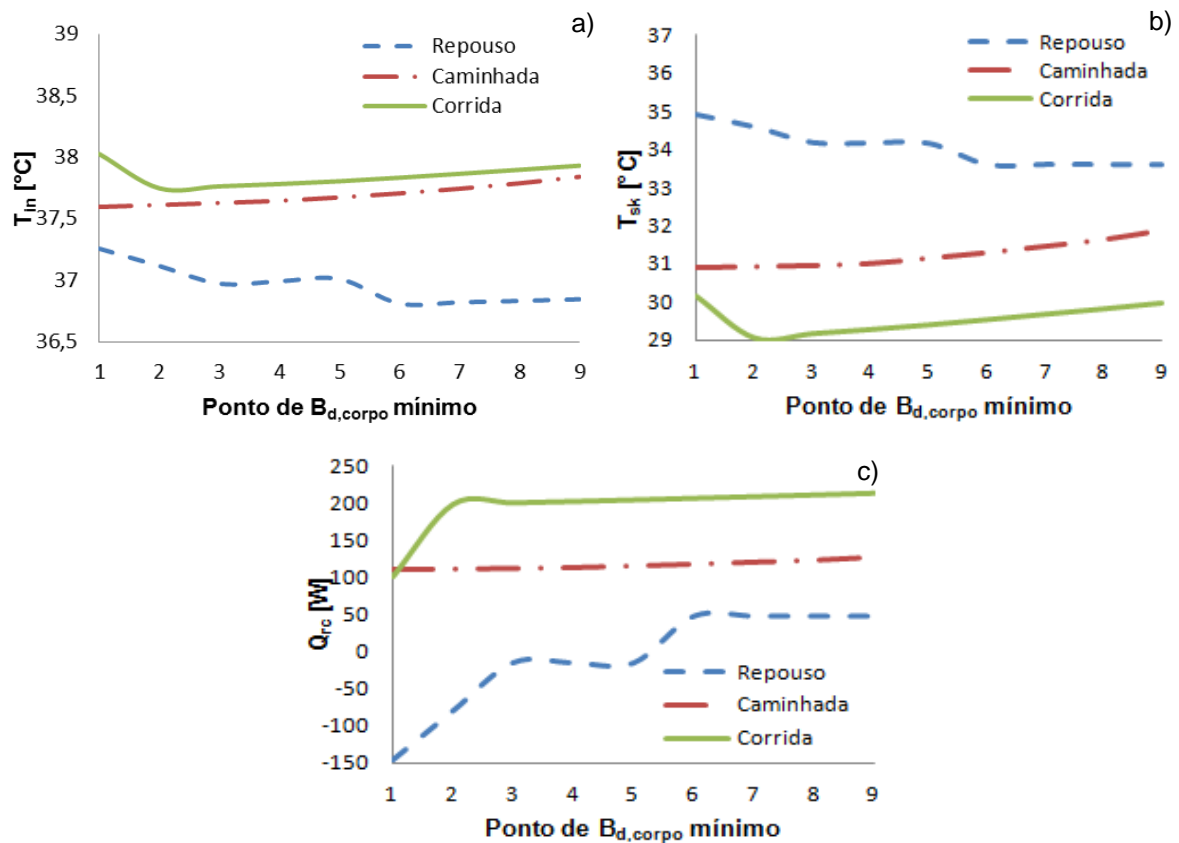 a)
39
38,5
38
37,5
37
36,5
T_in [°C]
Repouso
Caminhada
Corrida
1 2 3 4 5 6 7 8 9
Ponto de B_d,corpo mínimo
b)
37
36
35
34
33
32
31
30
29
T_sk [° C]
Repouso
Caminhada
Corrida
1 2 3 4 5 6 7 8 9
Ponto de B_d,corpo mínimo
c)
250
200
150
100
50
0
-50
-100
-150
Q_rc [W]
Repouso
Caminhada
Corrida
1 2 3 4 5 6 7 8 9
Ponto de B_d,corpo mínimo